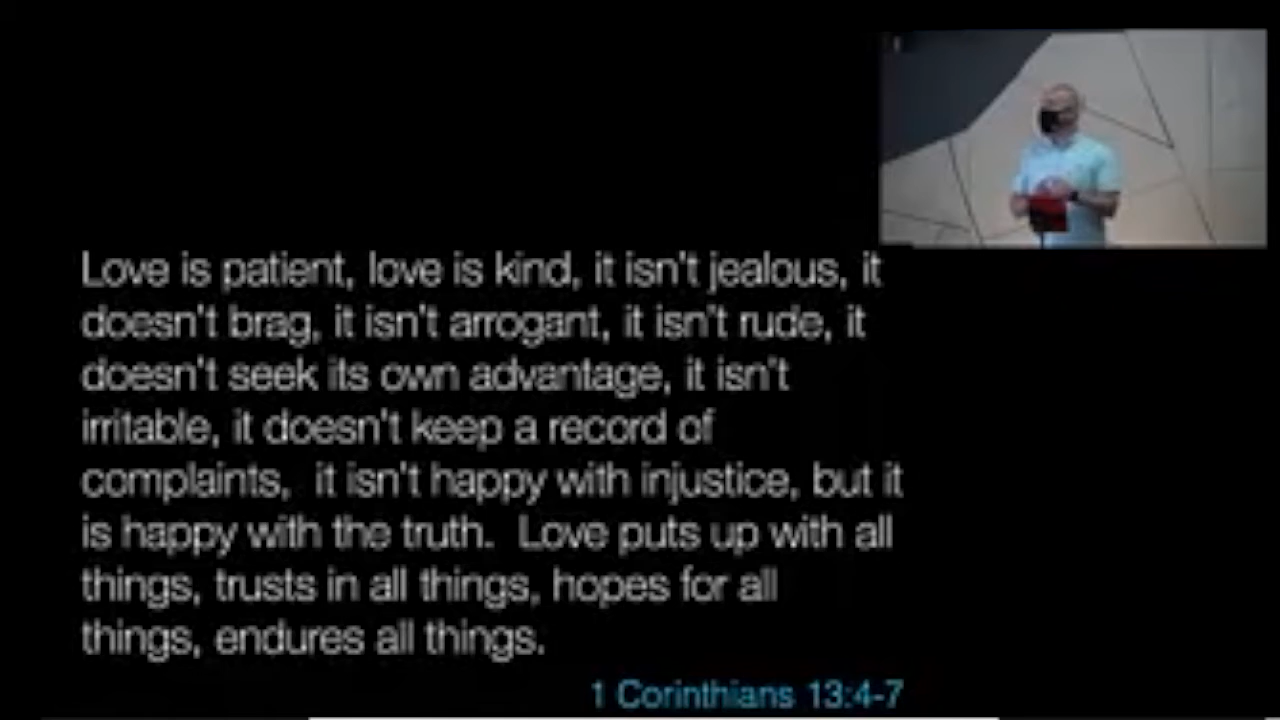 Love is patient, love is kind, it isn't jealous, it
doesn't brag, it isn't arrogant, it isn't rude, it
doesn't seek its own advantage, it isn't
irritable, it doesn't keep a record of
complaints,  it isn't happy with injustice, but it
is happy with the truth.  Love puts up with all
things, trusts in all things, hopes for all
things, endures all things.
1 Corinthians 13:4-7